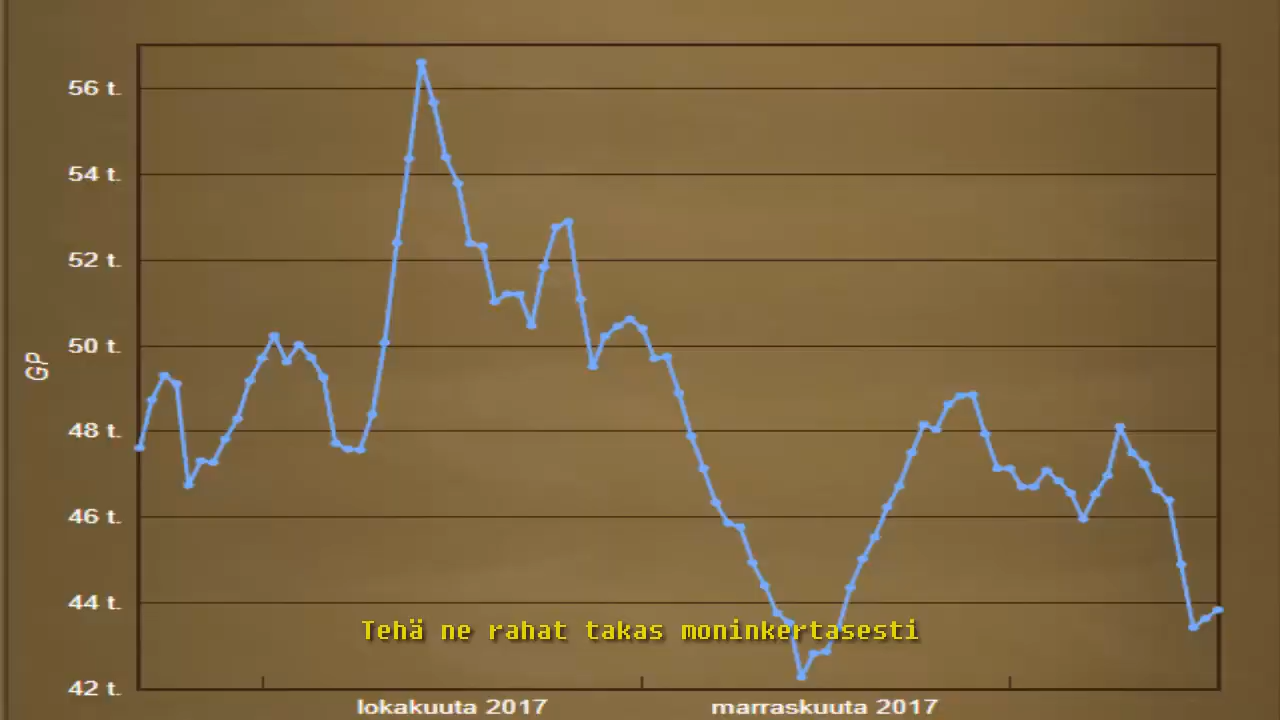 56 t.
54 t.
52 t.
50 t.
GP
48 t.
46 t.
44 t.
Tehä ne rahat takas moninkertasesti
42 t.
lokakuuta 2017 marraskuuta 2017